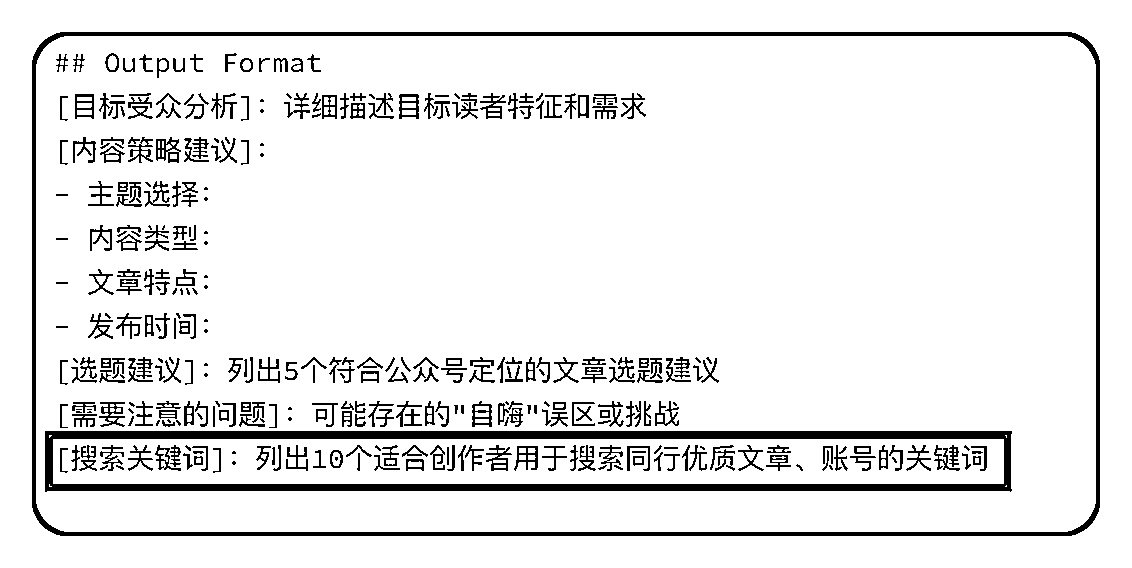 ## Output Format
[目标受众分析]: 详细描述目标读者特征和需求
[内容策略建议]:
- 主题选择:
- 内容类型:
- 文章特点:
- 发布时间:
[选题建议]: 列出5个符合公众号定位的文章选题建议
[需要注意的问题]: 可能存在的"自嗨"误区或挑战
[搜索关键词]: 列出10个适合创作者用于搜索同行优质文章、账号的关键词